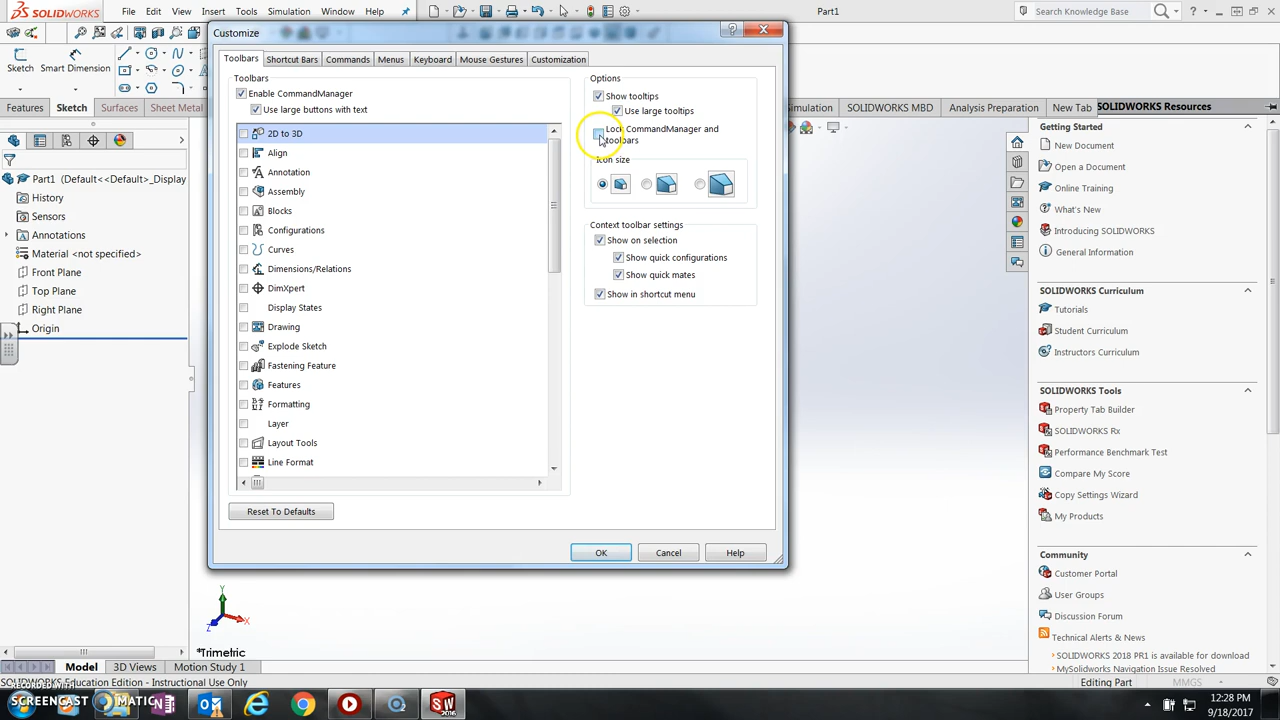 SOLIDWORKS File Edit View Insert Tools Window Help Part1 Search Knowledge Base
Customize
Sketch Smart Dimension
Toolbars Shortcut Bars Commands Menus Keyboard Mouse Gestures Customization
Features Sketch Surfaces Sheet Metal Simulation SOLIDWORKS MBD Analysis Preparation New Tab SOLIDWORKS Resources
Toolbars
Enable CommandManager
Use large buttons with text
2D to 3D
Align
Annotation
Assembly
Blocks
Configurations
Curves
Dimensions/Relations
DimXpert
Display States
Drawing
Explode Sketch
Fastening Feature
Features
Formatting
Layer
Layout Tools
Line Format
Reset To Defaults
Options
Show tooltips
Use large tooltips
Lock CommandManager and
toolbars
Icon size
Context toolbar settings
Show on selection
Show quick configurations
Show quick mates
Show in shortcut menu
OK Cancel Help
Part1 (Default<<Default>_Display
History
Sensors
Annotations
Material <not specified>
Front Plane
Top Plane
Right Plane
Origin
Getting Started
New Document
Open a Document
Online Training
What's New
Introducing SOLIDWORKS
General Information
SOLIDWORKS Curriculum
Tutorials
Student Curriculum
Instructors Curriculum
SOLIDWORKS Tools
Property Tab Builder
SOLIDWORKS Rx
Performance Benchmark Test
Compare My Score
Copy Settings Wizard
My Products
Community
Customer Portal
User Groups
Discussion Forum
Technical Alerts & News
SOLIDWORKS 2018 PR1 is available for download
MySolidworks Navigation Issue Resolved
Y
X
Z
*Trimetric
Model 3D Views Motion Study 1
SOLIDWORKS Education Edition - Instructional Use Only Editing Part MMGS
RECORDED WITH
SCREENCAST MATIC
SW
2016
12:28 PM
9/18/2017